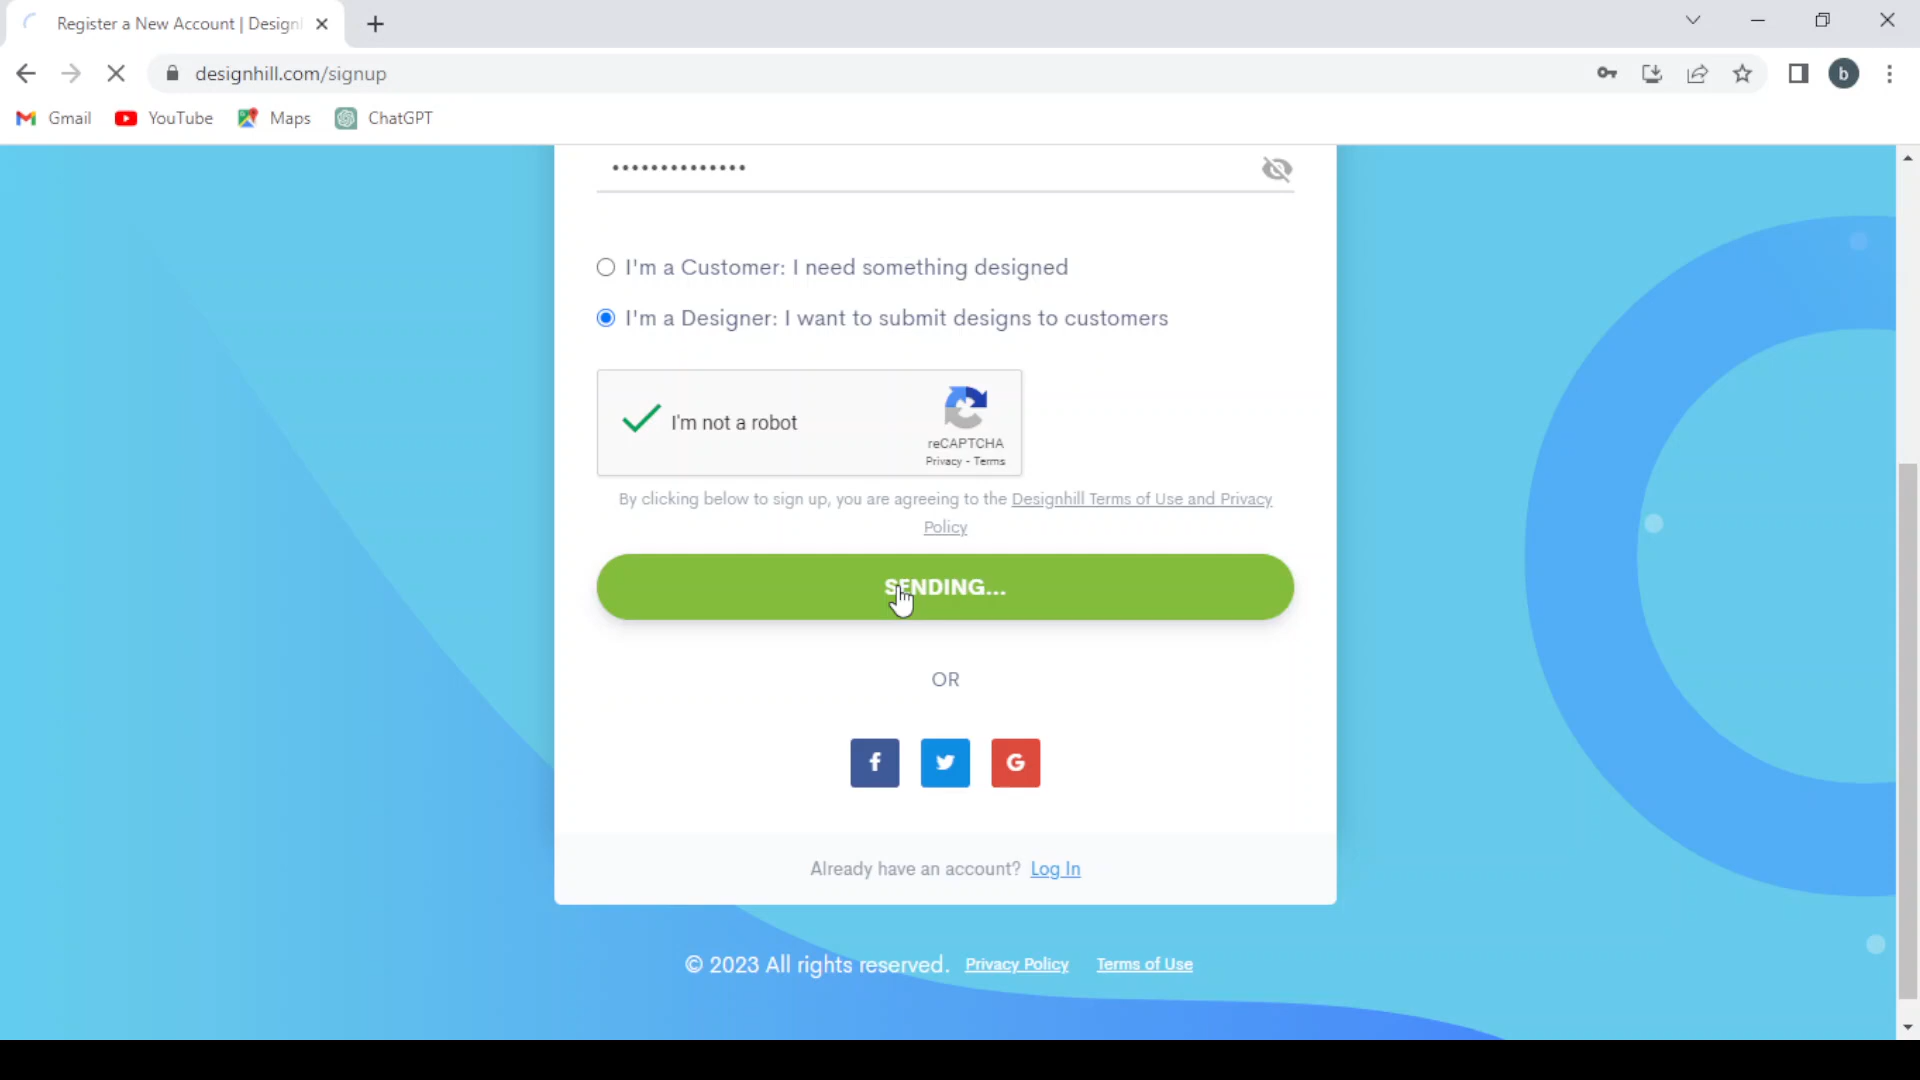 Register a New Account | Design
designhill.com/signup
b
Gmail
YouTube
Maps
ChatGPT
••••••••••••••
I'm a Customer: I need something designed
I'm a Designer: I want to submit designs to customers
I'm not a robot
reCAPTCHA
Privacy - Terms
By clicking below to sign up, you are agreeing to the Designhill Terms of Use and Privacy
Policy
SENDING...
OR
f
G
Already have an account? Log In
© 2023 All rights reserved. Privacy Policy Terms of Use